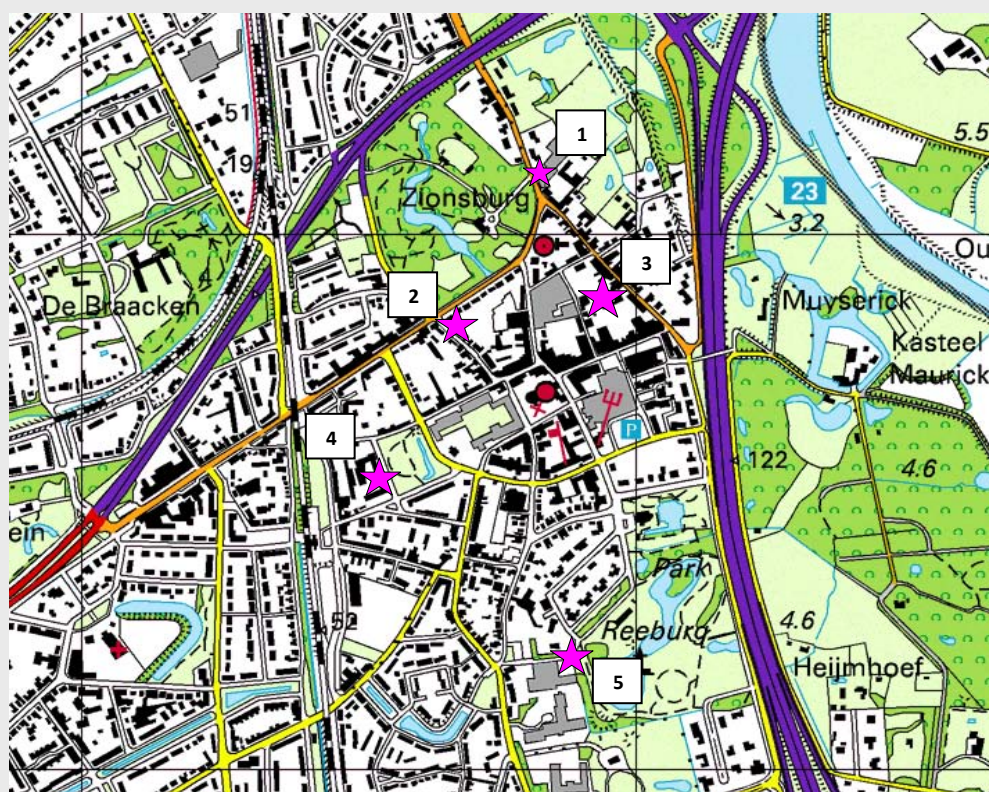 51
19
1
5.5
Zionsburg
23
3.2
Ou
3
2
De Braacken
Muyserick
Kasteel
Maurick
P
4
122
4.6
ein
Park
52
Reeburg
4.6
Heijmhoef
5